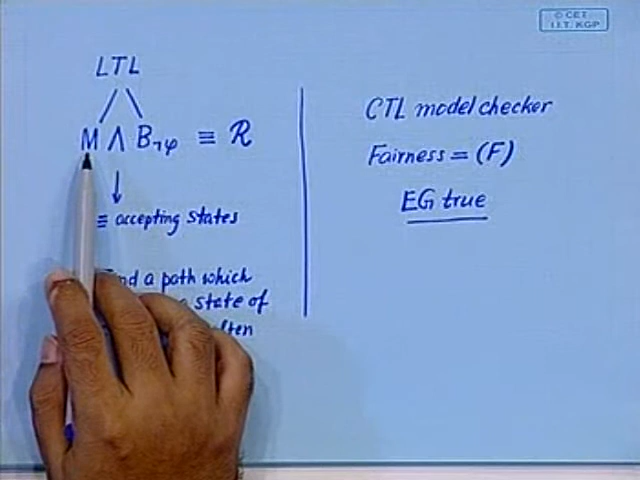 © CET
I.I.T. KGP
LTL
M ∧ B¬φ ≡ R
≡ accepting states
a path which
state of
CTL model checker
Fairness = (F)
EG true